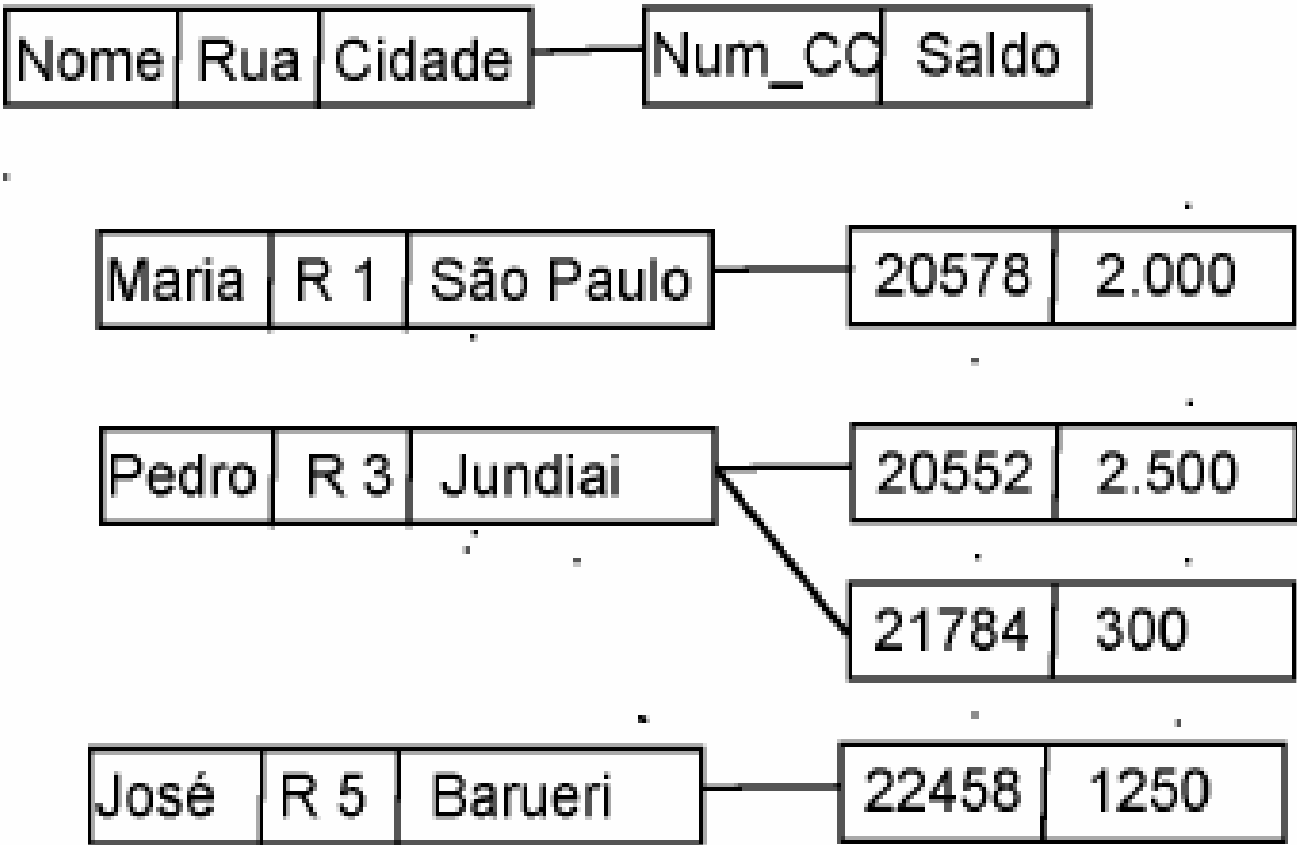 Nome Rua Cidade Num_CC Saldo
Maria R 1 São Paulo 20578 2.000
Pedro R 3 Jundiai 20552 2.500
21784 300
José R 5 Barueri 22458 1250